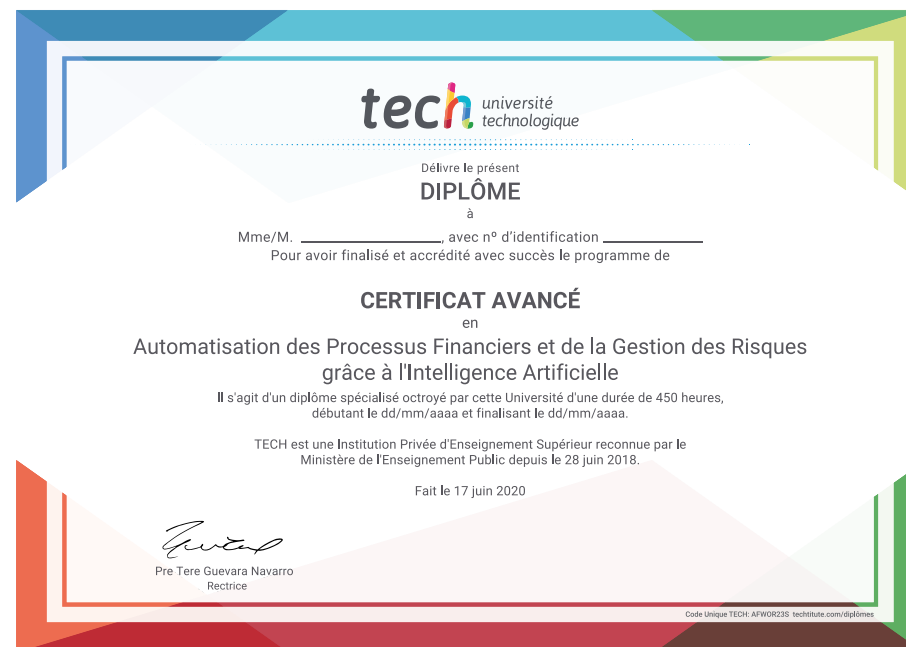 tech université
technologique
Délivre le présent
DIPLÔME
à
Mme/M. ____________________, avec nº d'identification ______________
Pour avoir finalisé et accrédité avec succès le programme de
CERTIFICAT AVANCÉ
en
Automatisation des Processus Financiers et de la Gestion des Risques
grâce à l'Intelligence Artificielle
Il s'agit d'un diplôme spécialisé octroyé par cette Université d'une durée de 450 heures,
débutant le dd/mm/aaaa et finalisant le dd/mm/aaaa.
TECH est une Institution Privée d'Enseignement Supérieur reconnue par le
Ministère de l'Enseignement Public depuis le 28 juin 2018.
Fait le 17 juin 2020
Pre Tere Guevara Navarro
Rectrice
Code Unique TECH: AFWOR23S techtitute.com/diplômes